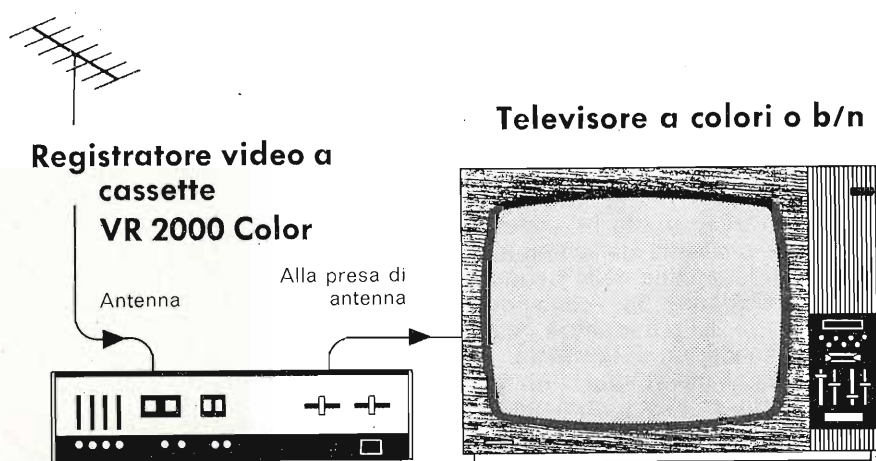 Televisore a colori o b/n
Registratore video a
cassette
VR 2000 Color
Antenna
Alla presa di
antenna